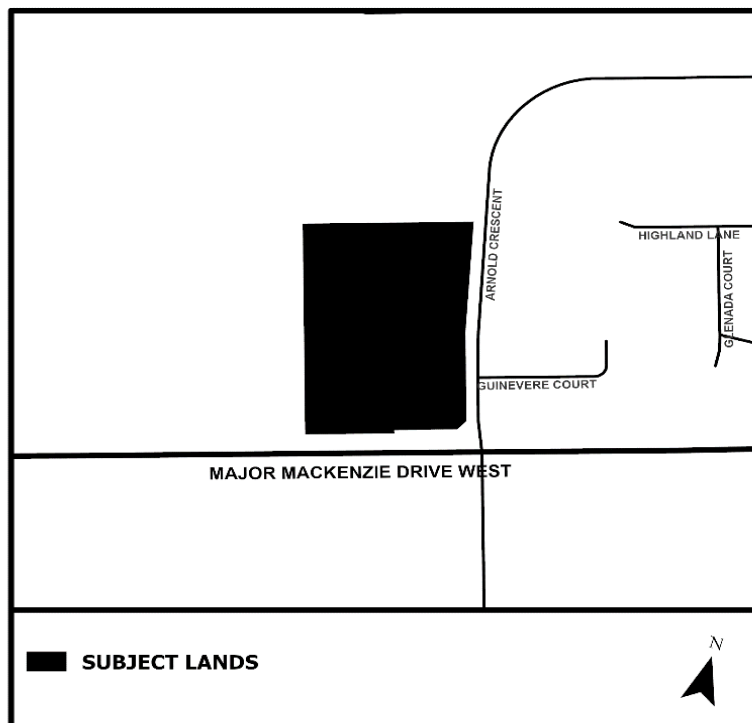 ARNOLD CRESCENT
HIGHLAND LANE
GLENADA COURT
GUINEVERE COURT
MAJOR MACKENZIE DRIVE WEST
SUBJECT LANDS
N